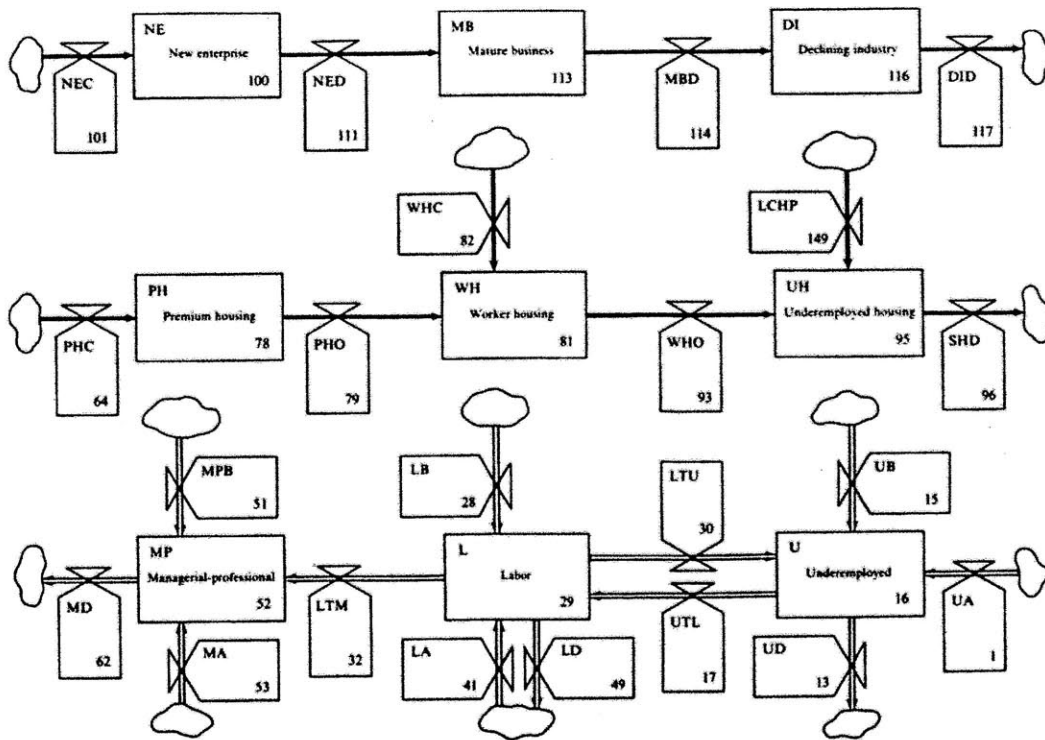 NE
New enterprise
100
NEC
101
NED
111
MB
Mature business
113
MBD
114
DI
Declining industry
116
DID
117
WHC
82
LCHP
149
PH
Premium housing
78
PHC
64
PHO
79
WH
Worker housing
81
WHO
93
UH
Underemployed housing
95
SHD
96
MPB
51
LB
28
LTU
30
UB
15
MP
Managerial-professional
52
MD
62
MA
53
LTM
32
L
Labor
29
LA
41
LD
49
UTL
17
U
Underemployed
16
UD
13
UA
1